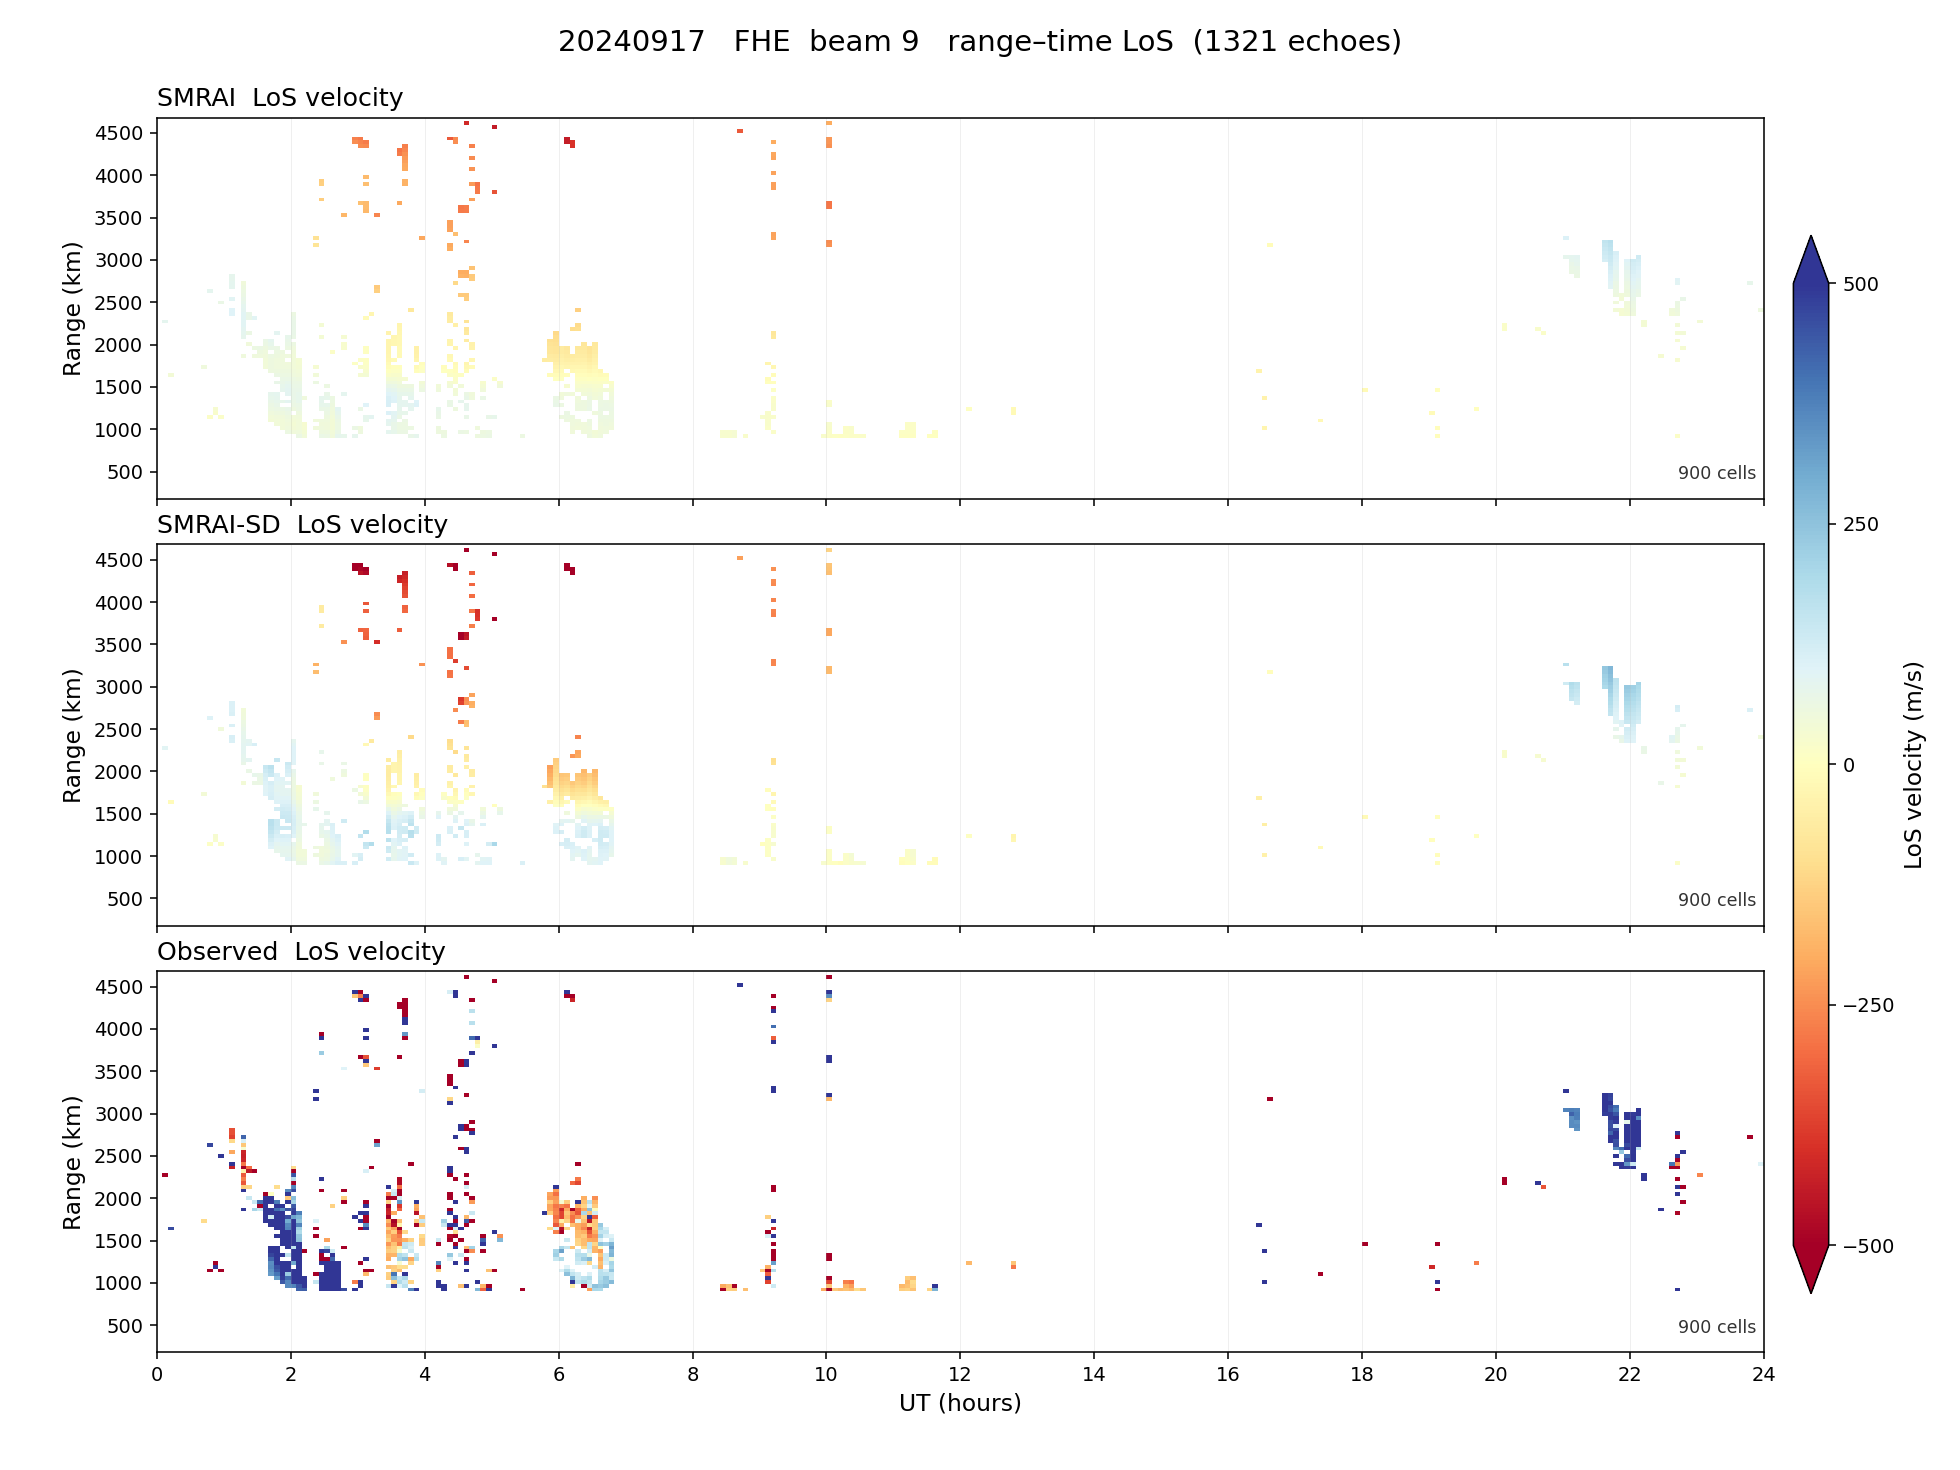 20240917   FHE  beam 9   range–time LoS  (1321 echoes)
SMRAI  LoS velocity
4500
4000
3500
3000
2500
2000
1500
1000
500
Range (km)
900 cells
SMRAI-SD  LoS velocity
4500
4000
3500
3000
2500
2000
1500
1000
500
Range (km)
900 cells
Observed  LoS velocity
4500
4000
3500
3000
2500
2000
1500
1000
500
Range (km)
900 cells
0 2 4 6 8 10 12 14 16 18 20 22 24
UT (hours)
500
250
0
−250
−500
LoS velocity (m/s)